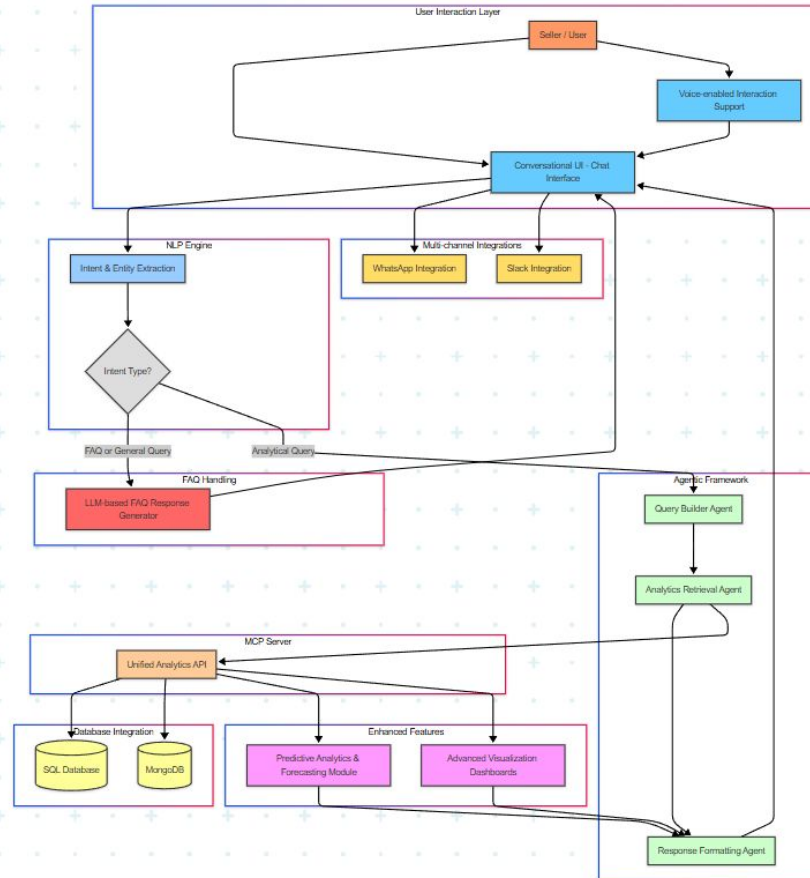 User Interaction Layer
Seller / User
Voice-enabled Interaction
Support
Conversational UI - Chat
Interface
NLP Engine
Multi-channel Integrations
Intent & Entity Extraction
WhatsApp Integration
Slack Integration
Intent Type?
FAQ or General Query
Analytical Query
FAQ Handling
Agentic Framework
LLM-based FAQ Response
Generator
Query Builder Agent
Analytics Retrieval Agent
MCP Server
Unified Analytics API
Database Integration
Enhanced Features
SQL Database
MongoDB
Predictive Analytics &
Forecasting Module
Advanced Visualization
Dashboards
Response Formatting Agent